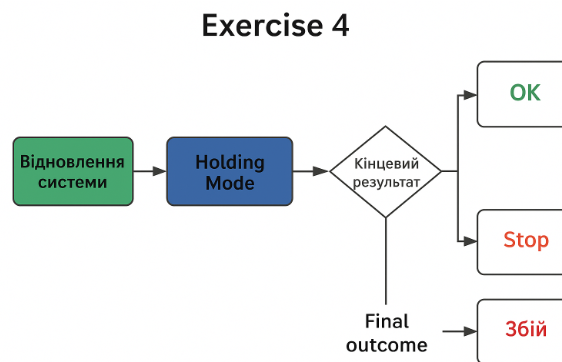 Exercise 4
Відновлення
системи
Holding
Mode
Кінцевий
результат
OK
Stop
Final
outcome
Збій